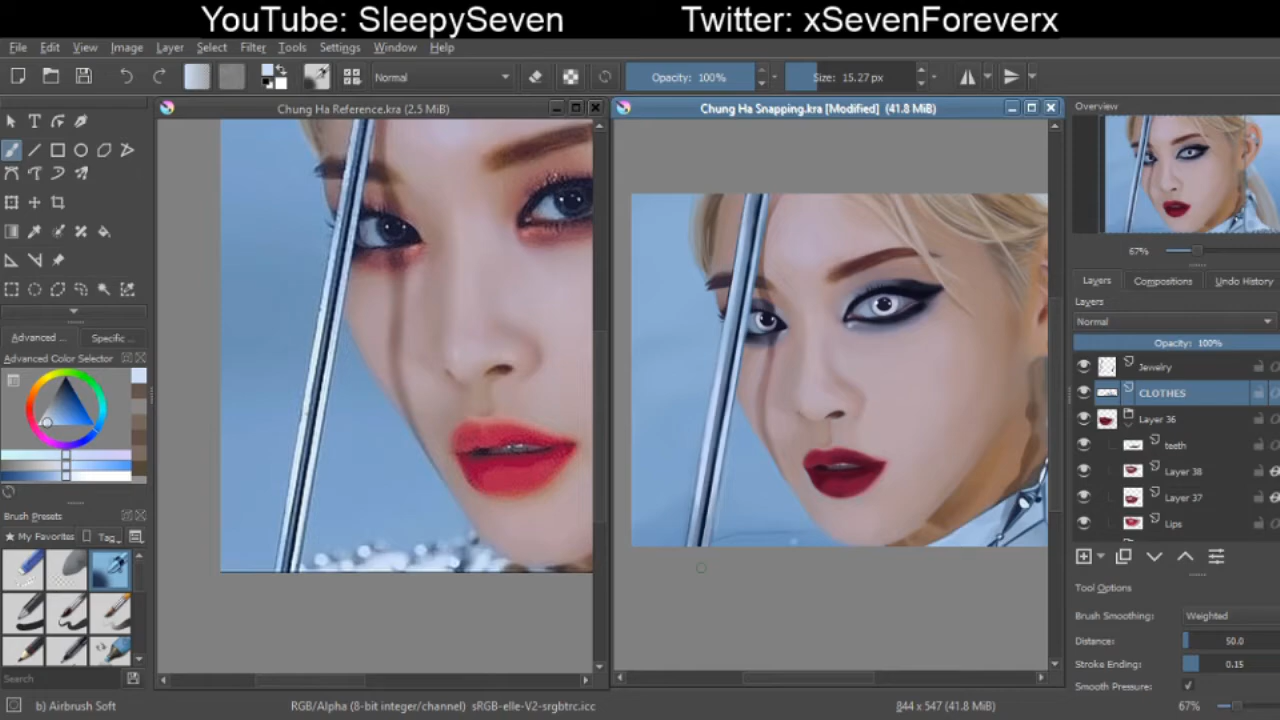 YouTube: SleepySeven Twitter: xSevenForeverx
File Edit View Image Layer Select Filter Tools Settings Window Help
Normal Opacity: 100% Size: 15.27 px
Chung Ha Reference.kra (2.5 MiB)
Chung Ha Snapping.kra [Modified] (41.8 MiB)
Overview
67%
Layers Compositions Undo History
Layers
Normal
Opacity: 100%
Jewelry
CLOTHES
Layer 36
teeth
Layer 38
Layer 37
Lips
Tool Options
Brush Smoothing: Weighted
Distance: 50.0
Stroke Ending: 0.15
Smooth Pressure:
Advanced ... Specific ...
Advanced Color Selector
Brush Presets
My Favorites Tag
Search
b) Airbrush Soft RGB/Alpha (8-bit integer/channel) sRGB-elle-V2-srgbtrc.icc 844 x 547 (41.8 MiB) 67%